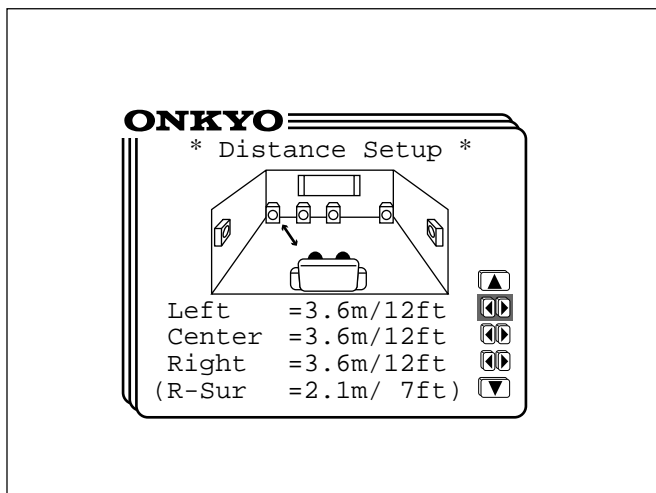 ONKYO
* Distance Setup *
Left =3.6m/12ft
Center =3.6m/12ft
Right =3.6m/12ft
(R-Sur =2.1m/ 7ft)